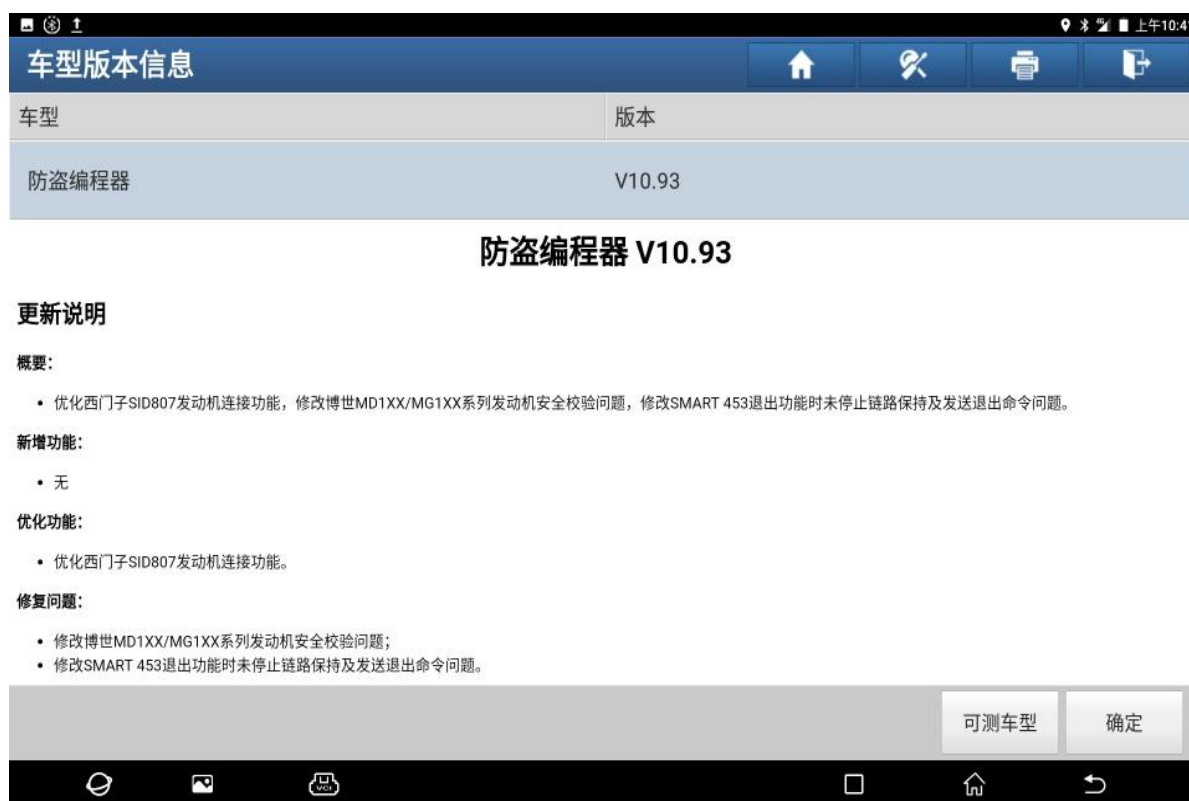 上午10:4
车型版本信息
车型 版本
防盗编程器 V10.93
防盗编程器 V10.93
更新说明
概要：
• 优化西门子SID807发动机连接功能，修改博世MD1XX/MG1XX系列发动机安全校验问题，修改SMART 453退出功能时未停止链路保持及发送退出命令问题。
新增功能：
• 无
优化功能：
• 优化西门子SID807发动机连接功能。
修复问题：
• 修改博世MD1XX/MG1XX系列发动机安全校验问题；
• 修改SMART 453退出功能时未停止链路保持及发送退出命令问题。
可测车型 确定
VCI